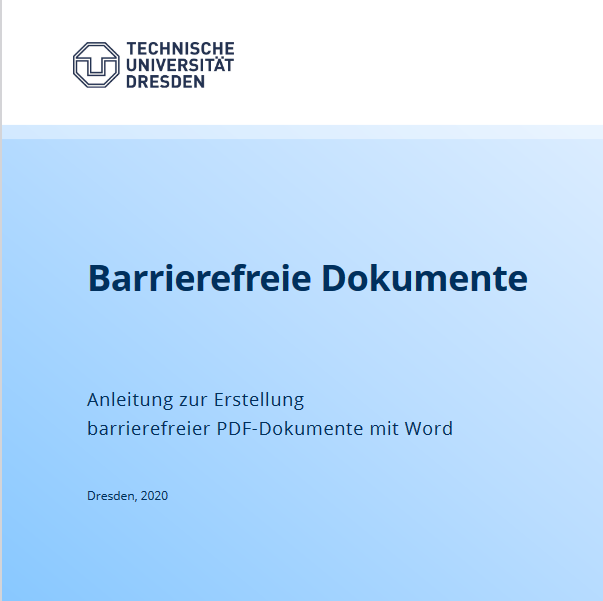 TECHNISCHE
UNIVERSITÄT
DRESDEN
Barrierefreie Dokumente
Anleitung zur Erstellung
barrierefreier PDF-Dokumente mit Word
Dresden, 2020